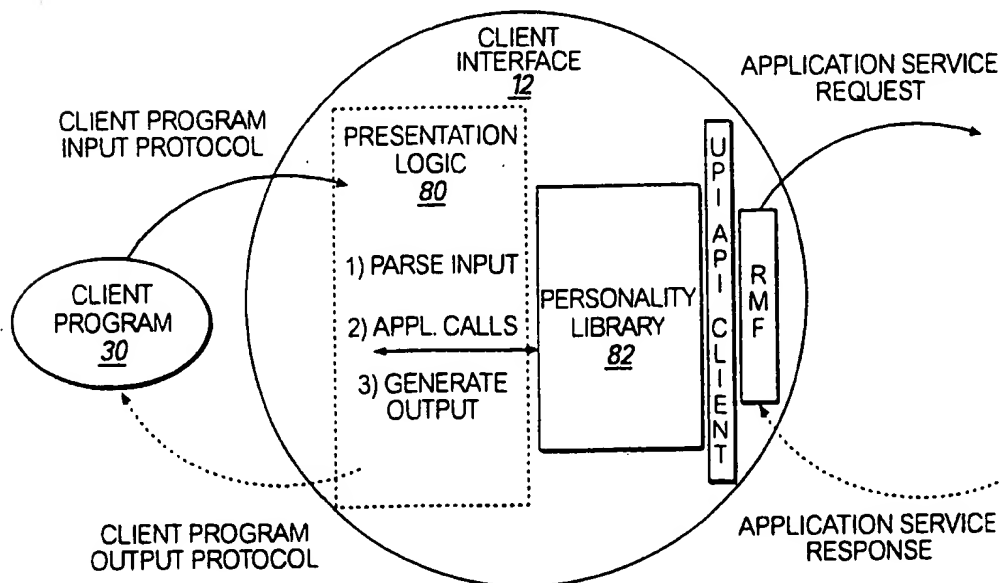 CLIENT
INTERFACE
12
APPLICATION SERVICE
REQUEST
CLIENT PROGRAM
INPUT PROTOCOL
PRESENTATION
LOGIC
80
1) PARSE INPUT
2) APPL. CALLS
3) GENERATE
OUTPUT
CLIENT
PROGRAM
30
PERSONALITY
LIBRARY
82
UPI API CLIENT
RMF
CLIENT PROGRAM
OUTPUT PROTOCOL
APPLICATION SERVICE
RESPONSE